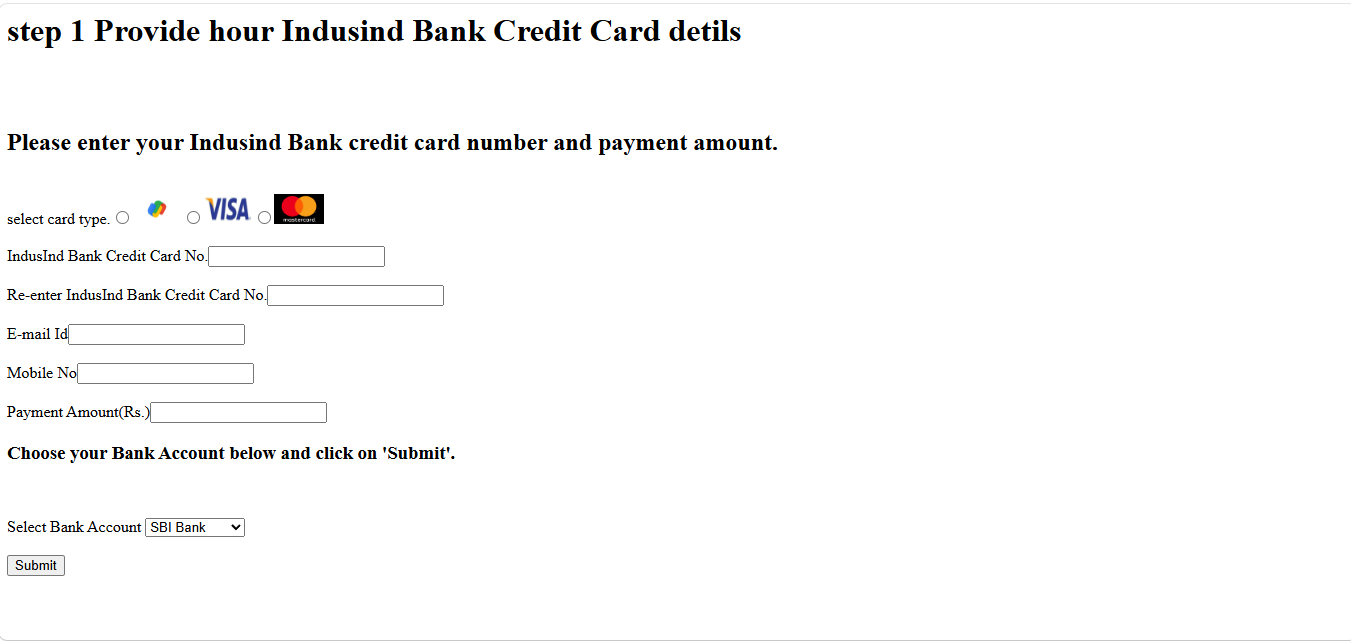 step 1 Provide hour Indusind Bank Credit Card detils
Please enter your Indusind Bank credit card number and payment amount.
select card type. VISA mastercard.
IndusInd Bank Credit Card No.
Re-enter IndusInd Bank Credit Card No.
E-mail Id
Mobile No
Payment Amount(Rs.)
Choose your Bank Account below and click on 'Submit'.
Select Bank Account SBI Bank
Submit